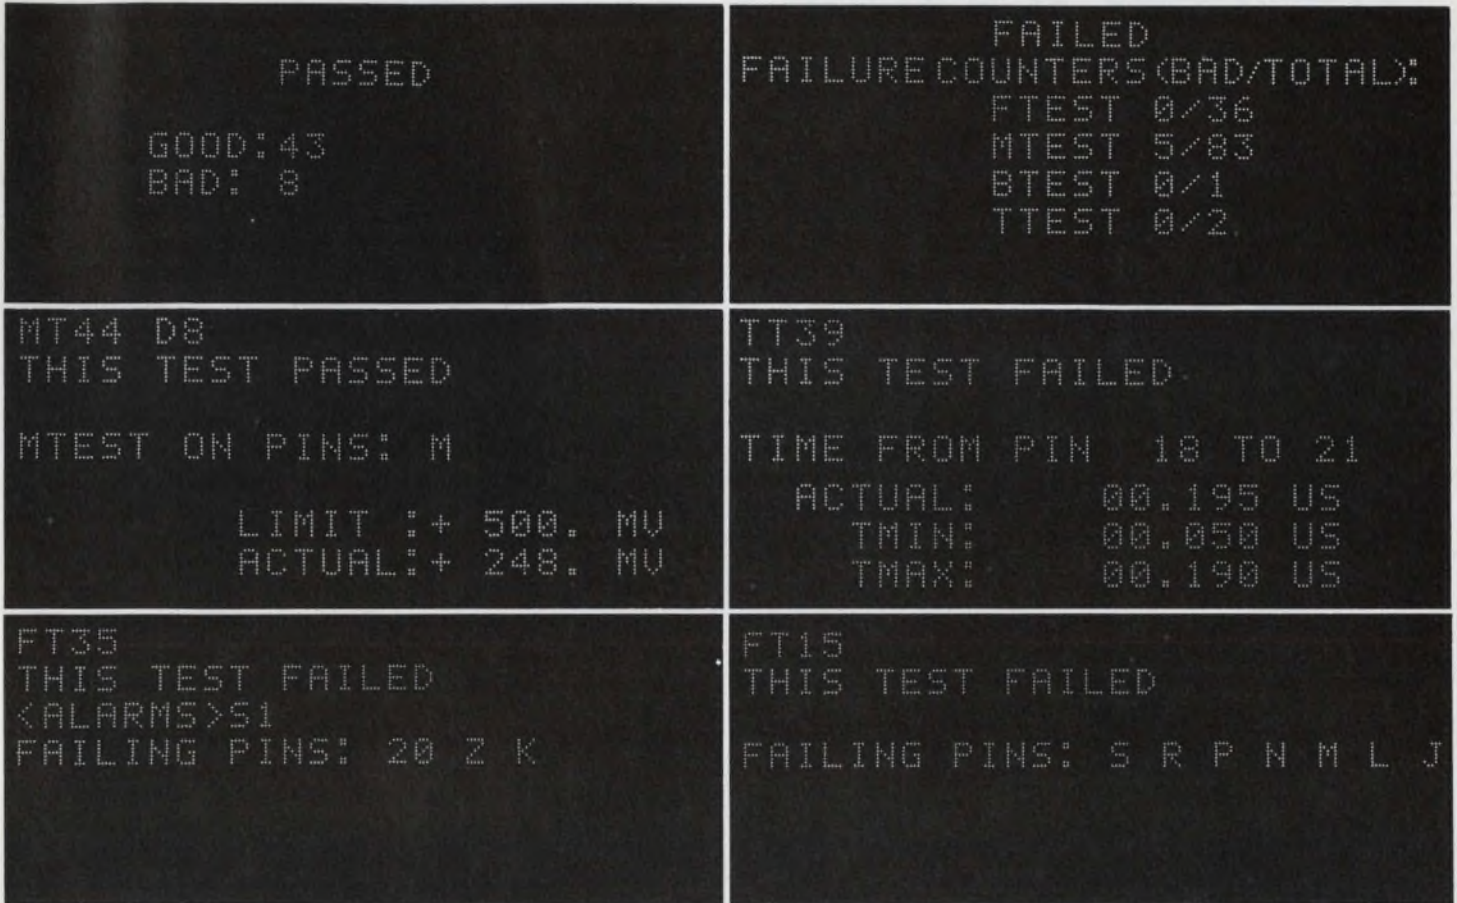 PASSED
GOOD:43
BAD: 8
FAILED
FAILURE COUNTERS (BAD/TOTAL):
FTEST 0/36
MTEST 5/83
BTEST 0/1
TTEST 0/2
MT44 D8
THIS TEST PASSED
MTEST ON PINS: M
LIMIT :+ 500. MV
ACTUAL:+ 248. MV
TT39
THIS TEST FAILED
TIME FROM PIN 18 TO 21
ACTUAL: 00.195 US
TMIN: 00.050 US
TMAX: 00.190 US
FT35
THIS TEST FAILED
<ALARMS>S1
FAILING PINS: 20 Z K
FT15
THIS TEST FAILED
FAILING PINS: S R P N M L J